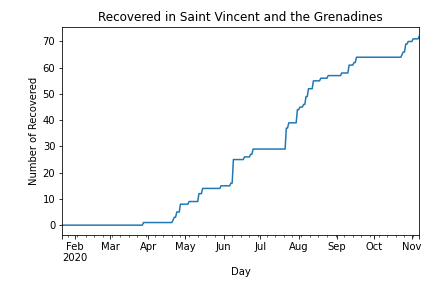 Recovered in Saint Vincent and the Grenadines
Number of Recovered
70
60
50
40
30
20
10
0
Feb Mar Apr May Jun Jul Aug Sep Oct Nov
2020
Day